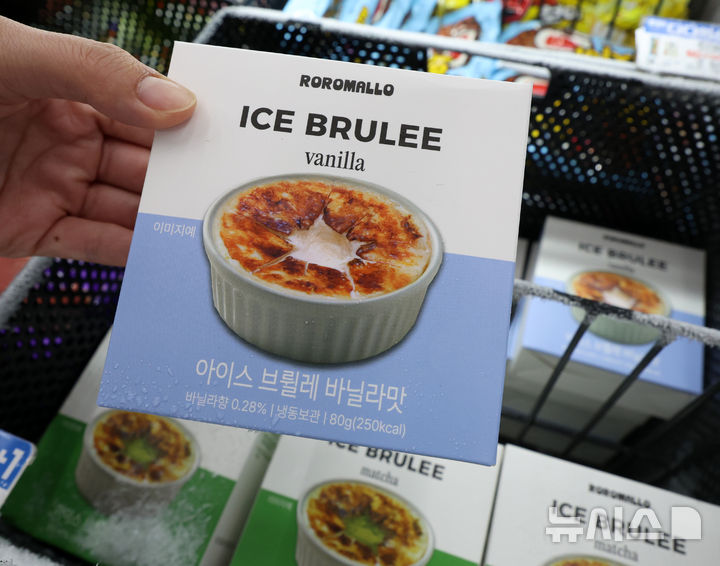 ROROMALLO
ICE BRULEE
vanilla
이미지예
아이스 브륄레 바닐라맛
바닐라향 0.28% | 냉동보관 | 80g(250kcal)
ROROMALLO
ICE BRULEE
vanilla
+1
ICE BRULEE
matcha
ROROMALLO
ICE BRULEE
matcha
뉴시스